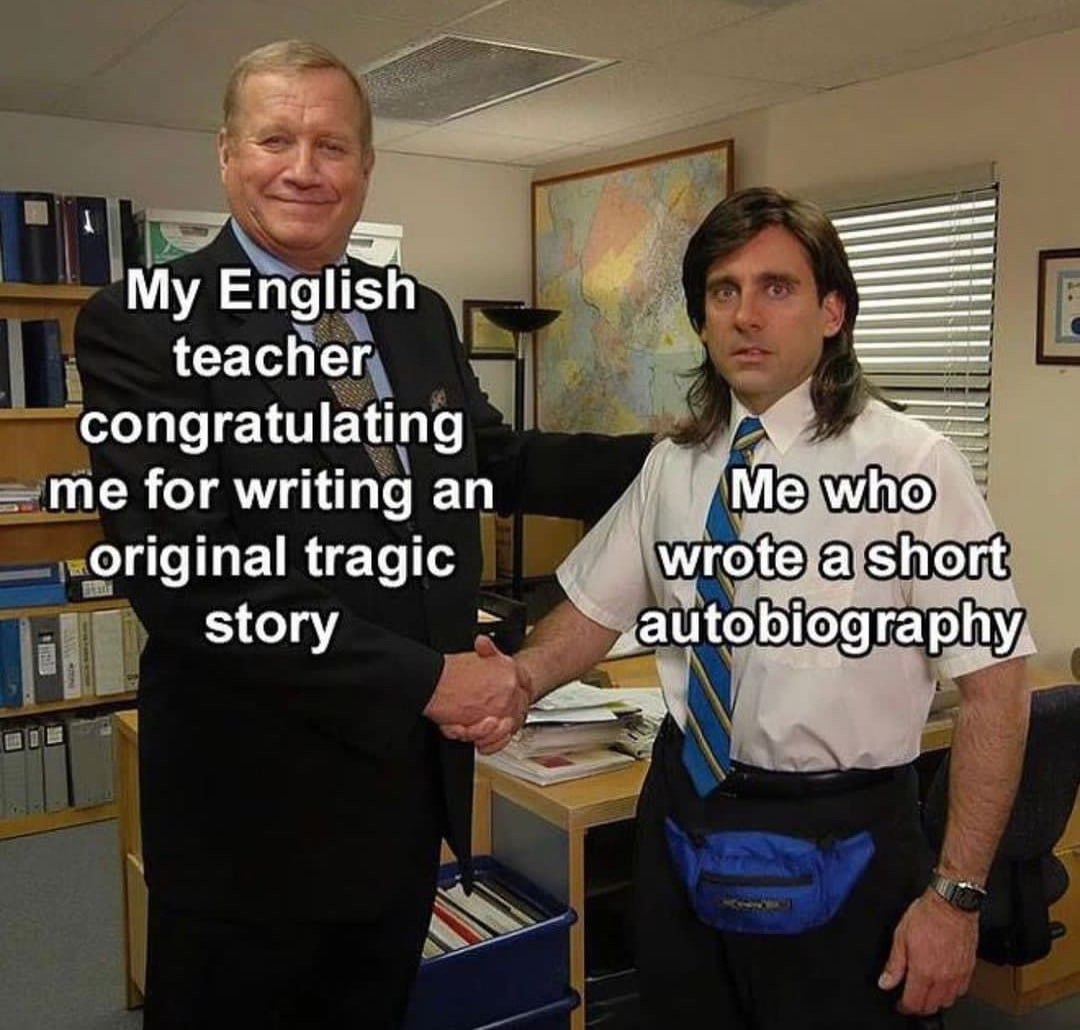 My English
teacher
congratulating
me for writing an
original tragic
story
Me who
wrote a short
autobiography